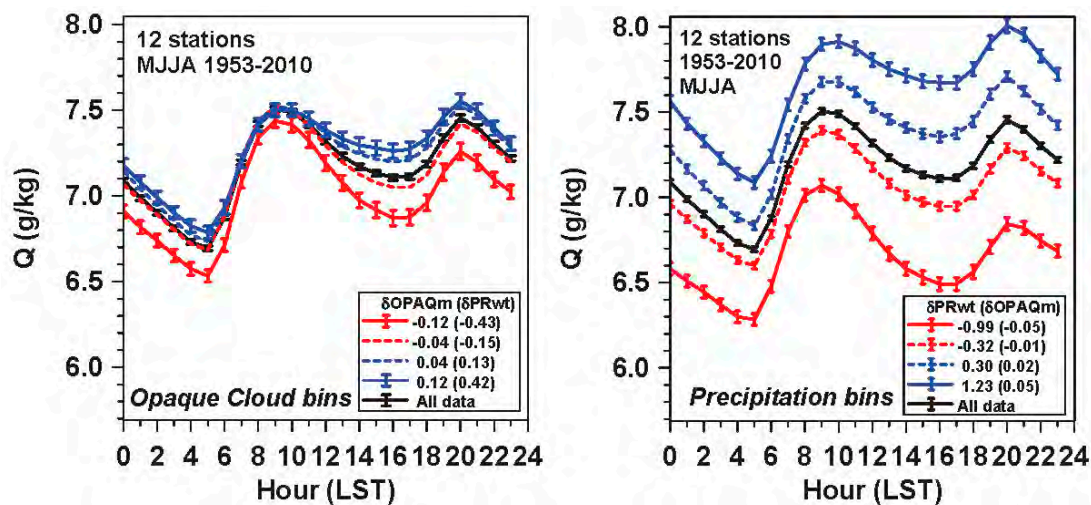 8.0
7.5
7.0
6.5
6.0
Q (g/kg)
12 stations
MJJA 1953-2010
δOPAQm (δPRwt)
-0.12 (-0.43)
-0.04 (-0.15)
0.04 (0.13)
0.12 (0.42)
All data
Opaque Cloud bins
0 2 4 6 8 10 12 14 16 18 20 22 24
Hour (LST)
8.0
7.5
7.0
6.5
6.0
Q (g/kg)
12 stations
1953-2010
MJJA
δPRwt (δOPAQm)
-0.99 (-0.05)
-0.32 (-0.01)
0.30 (0.02)
1.23 (0.05)
All data
Precipitation bins
0 2 4 6 8 10 12 14 16 18 20 22 24
Hour (LST)